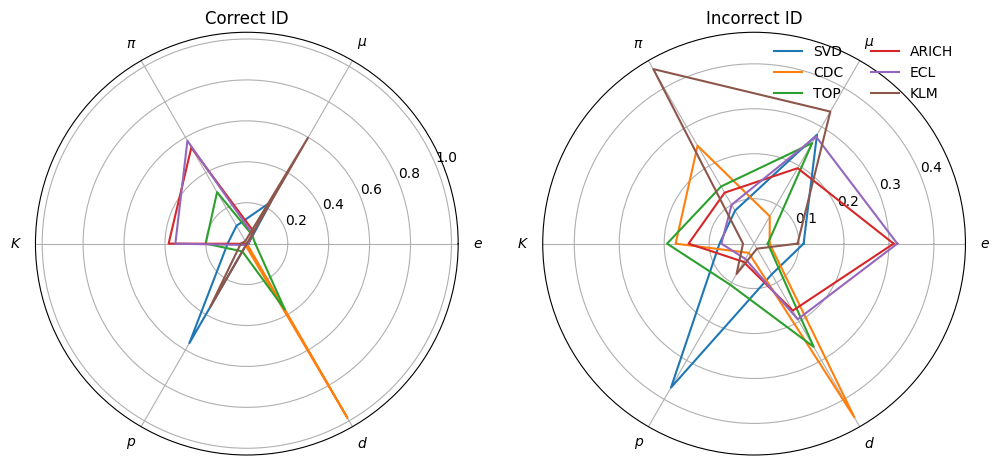 Correct ID
π
μ
K
e
p
d
0.2
0.4
0.6
0.8
1.0
Incorrect ID
π
μ
K
e
p
d
0.1
0.2
0.3
0.4
SVD
CDC
TOP
ARICH
ECL
KLM